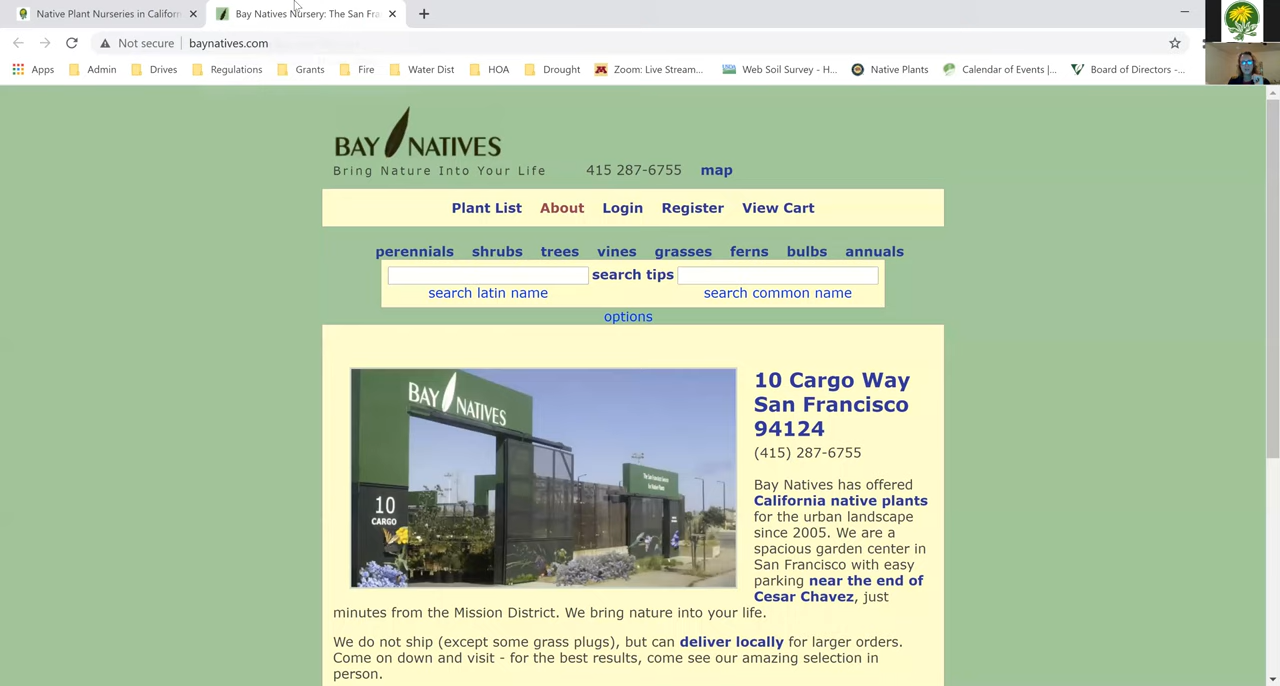 Native Plant Nurseries in Californ
Bay Natives Nursery: The San Fra
Not secure
baynatives.com
Apps
Admin
Drives
Regulations
Grants
Fire
Water Dist
HOA
Drought
Zoom: Live Stream...
Web Soil Survey - H...
Native Plants
Calendar of Events |...
Board of Directors -...
BAY NATIVES
Bring Nature Into Your Life
415 287-6755
map
Plant List
About
Login
Register
View Cart
perennials
shrubs
trees
vines
grasses
ferns
bulbs
annuals
search tips
search latin name
search common name
options
BAY NATIVES
10
CARGO
10 Cargo Way
San Francisco
94124
(415) 287-6755
Bay Natives has offered
California native plants
for the urban landscape
since 2005. We are a
spacious garden center in
San Francisco with easy
parking near the end of
Cesar Chavez, just
minutes from the Mission District. We bring nature into your life.
We do not ship (except some grass plugs), but can deliver locally for larger orders.
Come on down and visit - for the best results, come see our amazing selection in
person.